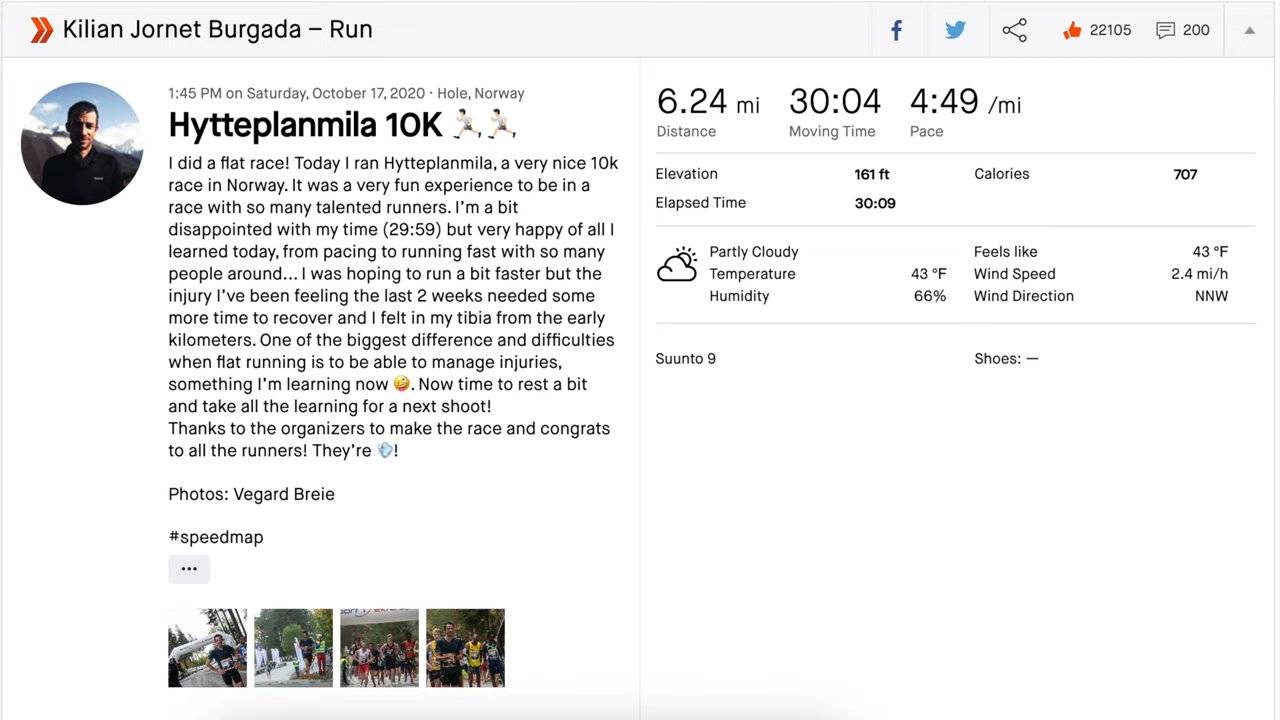 Kilian Jornet Burgada – Run
22105
200
1:45 PM on Saturday, October 17, 2020 · Hole, Norway
Hytteplanmila 10K 🏃🏻🏃🏻
I did a flat race! Today I ran Hytteplanmila, a very nice 10k
race in Norway. It was a very fun experience to be in a
race with so many talented runners. I'm a bit
disappointed with my time (29:59) but very happy of all I
learned today, from pacing to running fast with so many
people around... I was hoping to run a bit faster but the
injury I've been feeling the last 2 weeks needed some
more time to recover and I felt in my tibia from the early
kilometers. One of the biggest difference and difficulties
when flat running is to be able to manage injuries,
something I'm learning now 🤪. Now time to rest a bit
and take all the learning for a next shoot!
Thanks to the organizers to make the race and congrats
to all the runners! They're 💨!
Photos: Vegard Breie
#speedmap
•••
6.24 mi 30:04 4:49 /mi
Distance Moving Time Pace
Elevation 161 ft Calories 707
Elapsed Time 30:09
Partly Cloudy Feels like 43 °F
Temperature 43 °F Wind Speed 2.4 mi/h
Humidity 66% Wind Direction NNW
Suunto 9 Shoes: —